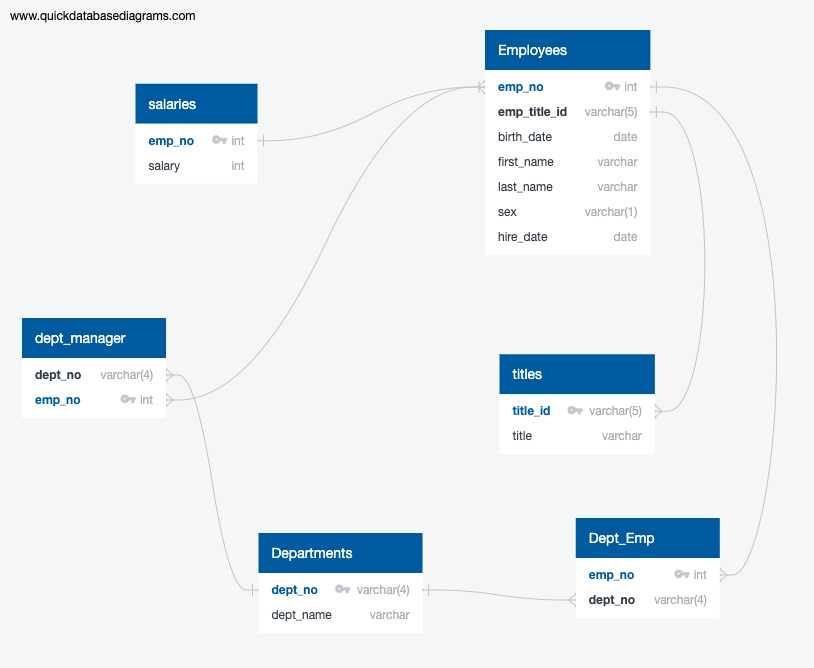 www.quickdatabasediagrams.com
Employees
emp_no int
emp_title_id varchar(5)
birth_date date
first_name varchar
last_name varchar
sex varchar(1)
hire_date date
salaries
emp_no int
salary int
dept_manager
dept_no varchar(4)
emp_no int
titles
title_id varchar(5)
title varchar
Departments
dept_no varchar(4)
dept_name varchar
Dept_Emp
emp_no int
dept_no varchar(4)